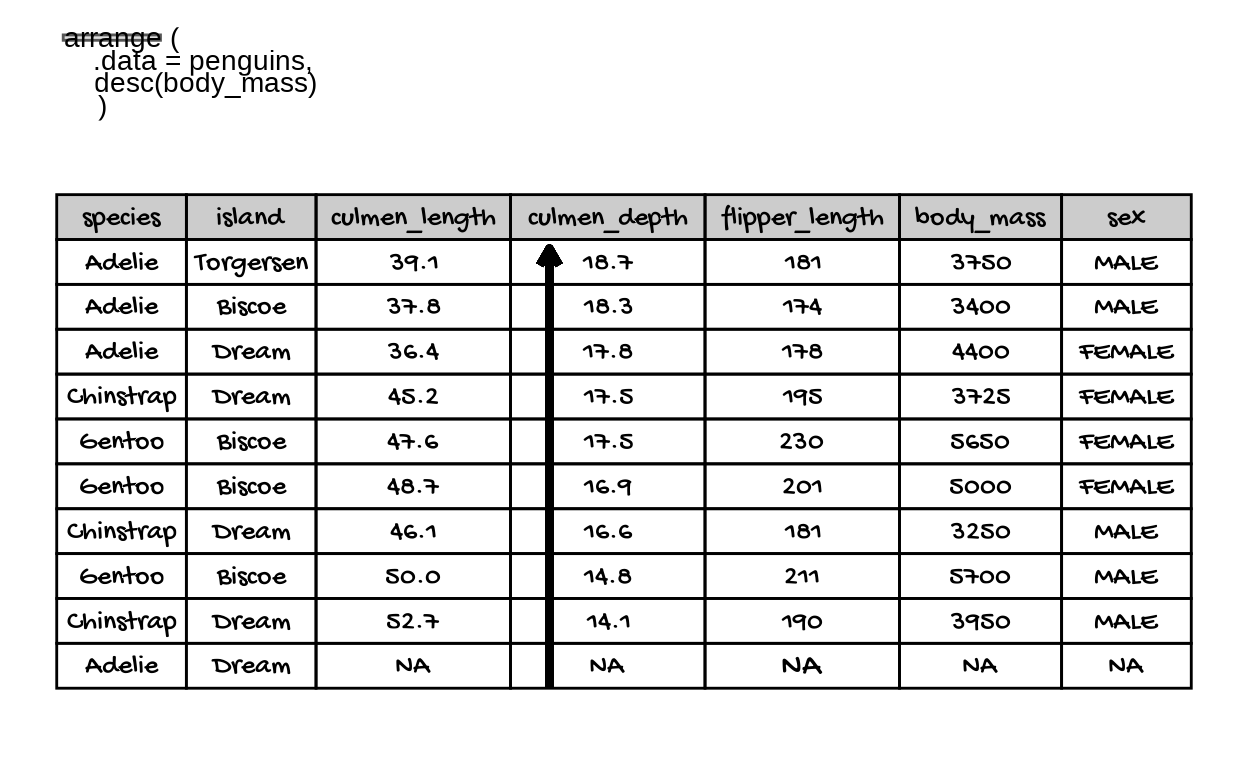 arrange (
.data = penguins,
desc(body_mass)
)
species island culmen_length culmen_depth flipper_length body_mass sex
Adelie Torgersen 39.1 18.7 181 3750 MALE
Adelie Biscoe 37.8 18.3 174 3400 MALE
Adelie Dream 36.4 17.8 178 4400 FEMALE
Chinstrap Dream 45.2 17.5 195 3725 FEMALE
Gentoo Biscoe 47.6 17.5 230 5650 FEMALE
Gentoo Biscoe 48.7 16.9 201 5000 FEMALE
Chinstrap Dream 46.1 16.6 181 3250 MALE
Gentoo Biscoe 50.0 14.8 211 5700 MALE
Chinstrap Dream 52.7 14.1 190 3950 MALE
Adelie Dream NA NA NA NA NA